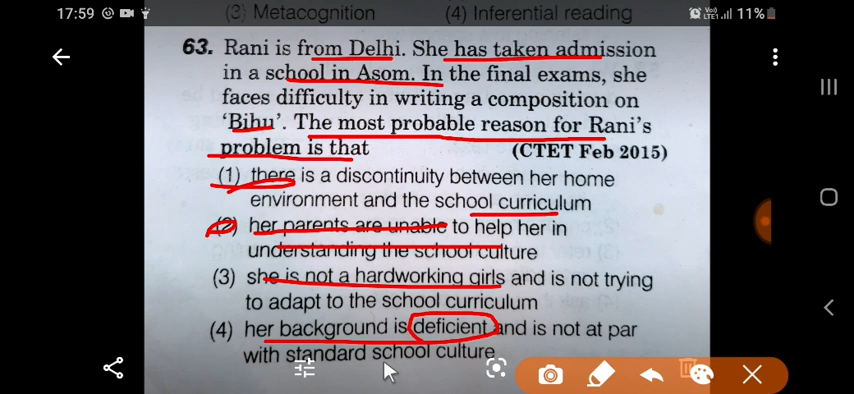 17:59
11%
(3) Metacognition (4) Inferential reading
63. Rani is from Delhi. She has taken admission
in a school in Asom. In the final exams, she
faces difficulty in writing a composition on
‘Bihu’. The most probable reason for Rani’s
problem is that (CTET Feb 2015)
(1) there is a discontinuity between her home
environment and the school curriculum
(2) her parents are unable to help her in
understanding the school culture
(3) she is not a hardworking girls and is not trying
to adapt to the school curriculum
(4) her background is deficient and is not at par
with standard school culture